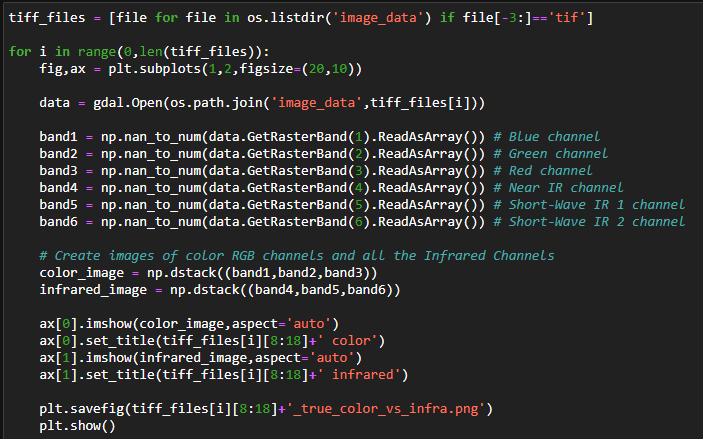 tiff_files = [file for file in os.listdir('image_data') if file[-3:]=='tif']
for i in range(0,len(tiff_files)):
    fig,ax = plt.subplots(1,2,figsize=(20,10))
    data = gdal.Open(os.path.join('image_data',tiff_files[i]))
    band1 = np.nan_to_num(data.GetRasterBand(1).ReadAsArray()) # Blue channel
    band2 = np.nan_to_num(data.GetRasterBand(2).ReadAsArray()) # Green channel
    band3 = np.nan_to_num(data.GetRasterBand(3).ReadAsArray()) # Red channel
    band4 = np.nan_to_num(data.GetRasterBand(4).ReadAsArray()) # Near IR channel
    band5 = np.nan_to_num(data.GetRasterBand(5).ReadAsArray()) # Short-Wave IR 1 channel
    band6 = np.nan_to_num(data.GetRasterBand(6).ReadAsArray()) # Short-Wave IR 2 channel
    # Create images of color RGB channels and all the Infrared Channels
    color_image = np.dstack((band1,band2,band3))
    infrared_image = np.dstack((band4,band5,band6))
    ax[0].imshow(color_image,aspect='auto')
    ax[0].set_title(tiff_files[i][8:18]+' color')
    ax[1].imshow(infrared_image,aspect='auto')
    ax[1].set_title(tiff_files[i][8:18]+' infrared')
    plt.savefig(tiff_files[i][8:18]+'_true_color_vs_infra.png')
    plt.show()